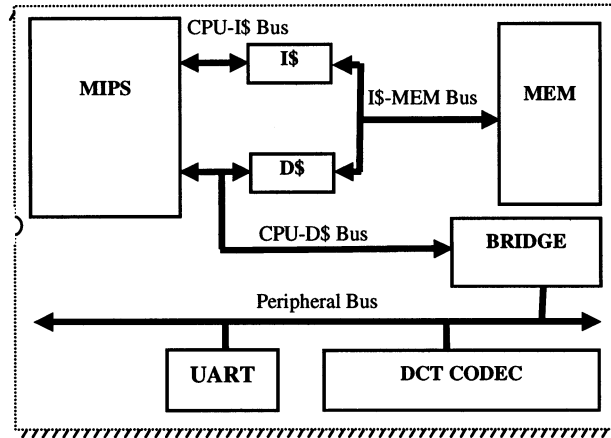 CPU-I$ Bus
MIPS
I$
I$-MEM Bus
MEM
D$
CPU-D$ Bus
BRIDGE
Peripheral Bus
UART
DCT CODEC